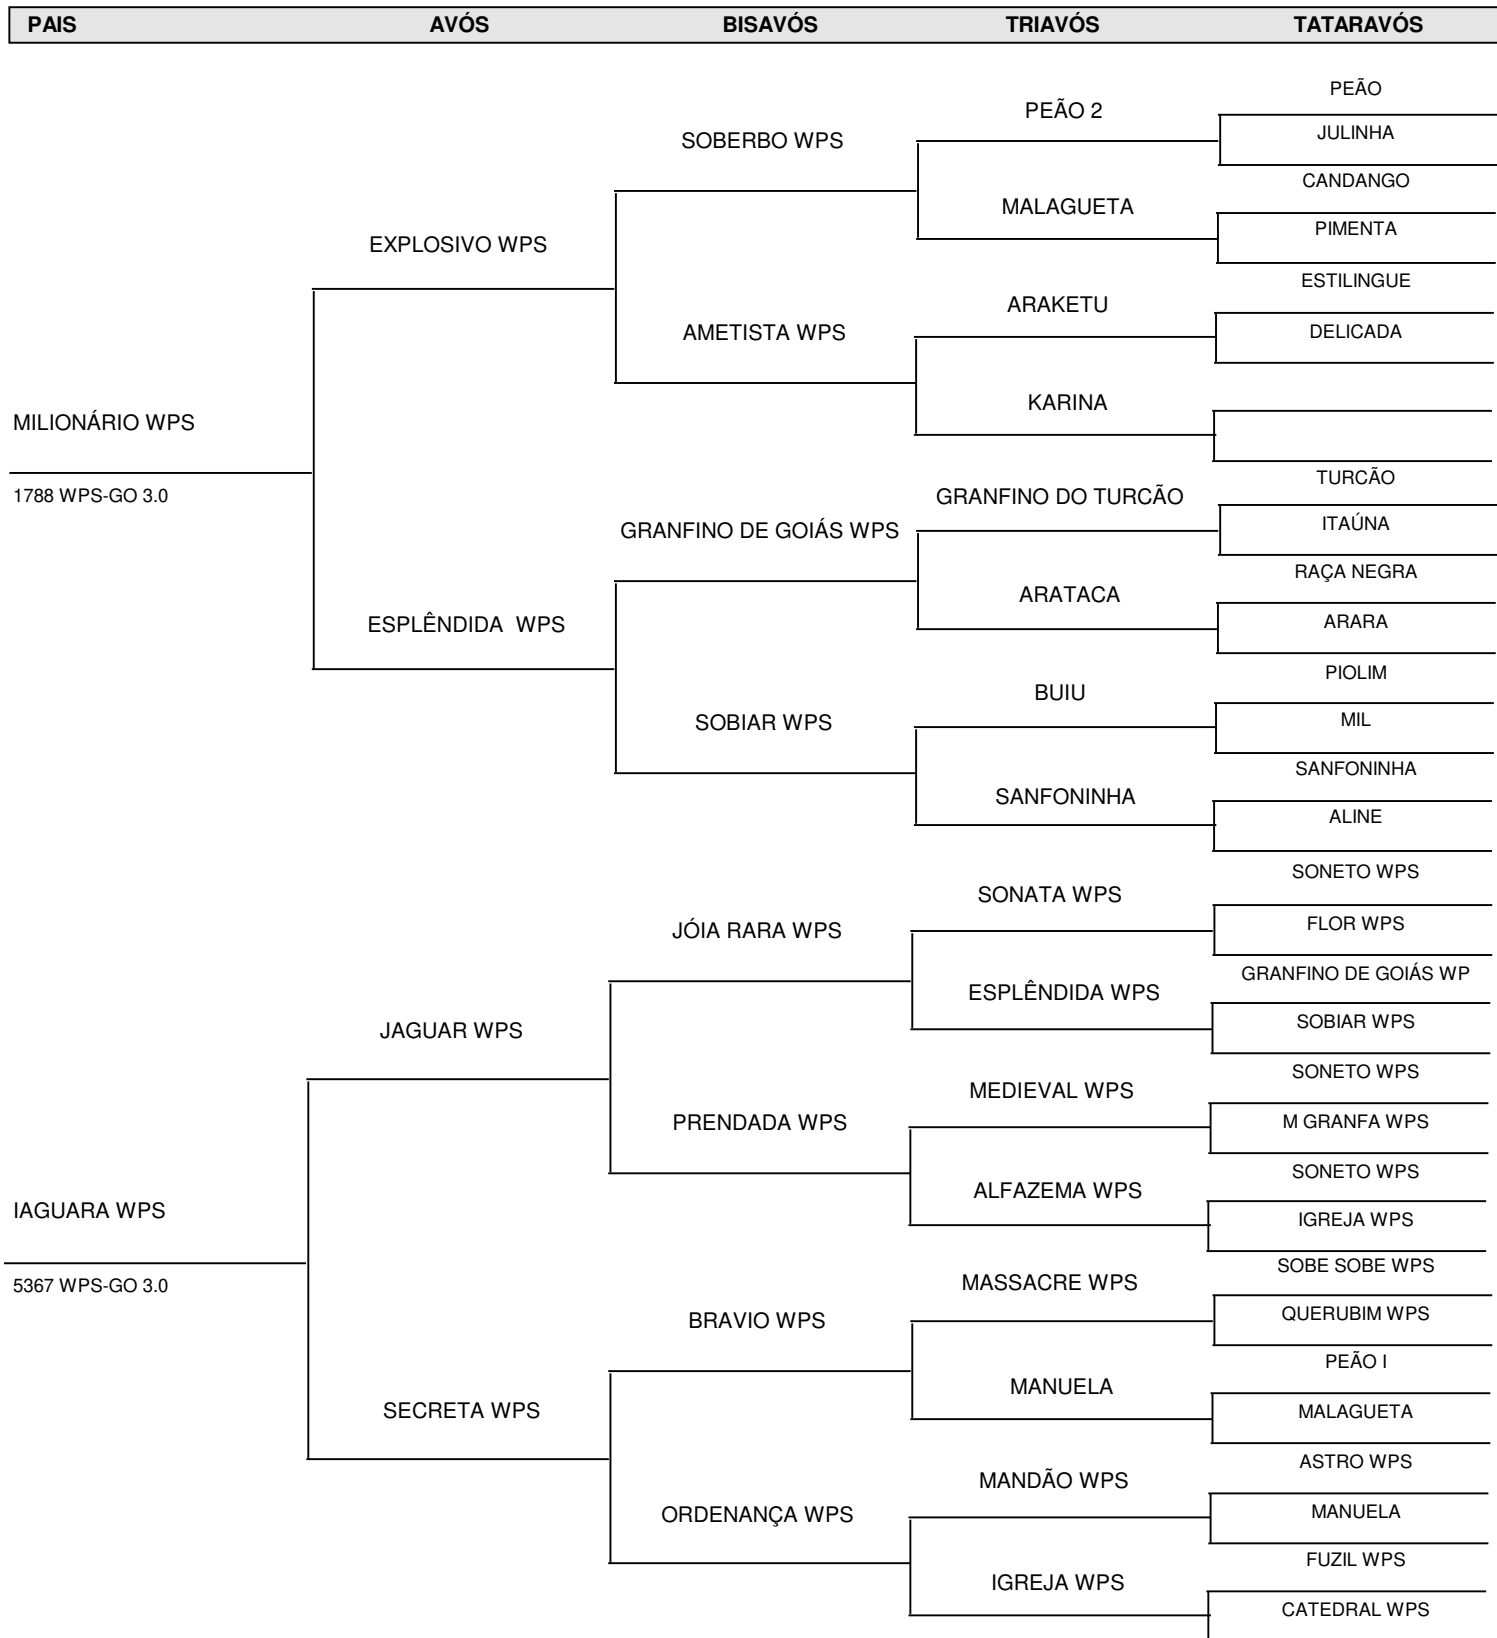 PAIS AVÓS BISAVÓS TRIAVÓS TATARAVÓS
PEÃO
PEÃO 2
JULINHA
SOBERBO WPS
CANDANGO
MALAGUETA
PIMENTA
EXPLOSIVO WPS
ESTILINGUE
ARAKETU
DELICADA
AMETISTA WPS
KARINA
MILIONÁRIO WPS
TURCÃO
1788 WPS-GO 3.0
GRANFINO DO TURCÃO
ITAÚNA
GRANFINO DE GOIÁS WPS
RAÇA NEGRA
ARATACA
ARARA
ESPLÊNDIDA  WPS
PIOLIM
BUIU
MIL
SOBIAR WPS
SANFONINHA
SANFONINHA
ALINE
SONETO WPS
SONATA WPS
FLOR WPS
JÓIA RARA WPS
GRANFINO DE GOIÁS WP
ESPLÊNDIDA WPS
SOBIAR WPS
JAGUAR WPS
SONETO WPS
MEDIEVAL WPS
M GRANFA WPS
PRENDADA WPS
SONETO WPS
ALFAZEMA WPS
IAGUARA WPS
IGREJA WPS
SOBE SOBE WPS
5367 WPS-GO 3.0
MASSACRE WPS
QUERUBIM WPS
BRAVIO WPS
PEÃO I
MANUELA
MALAGUETA
SECRETA WPS
ASTRO WPS
MANDÃO WPS
MANUELA
ORDENANÇA WPS
FUZIL WPS
IGREJA WPS
CATEDRAL WPS